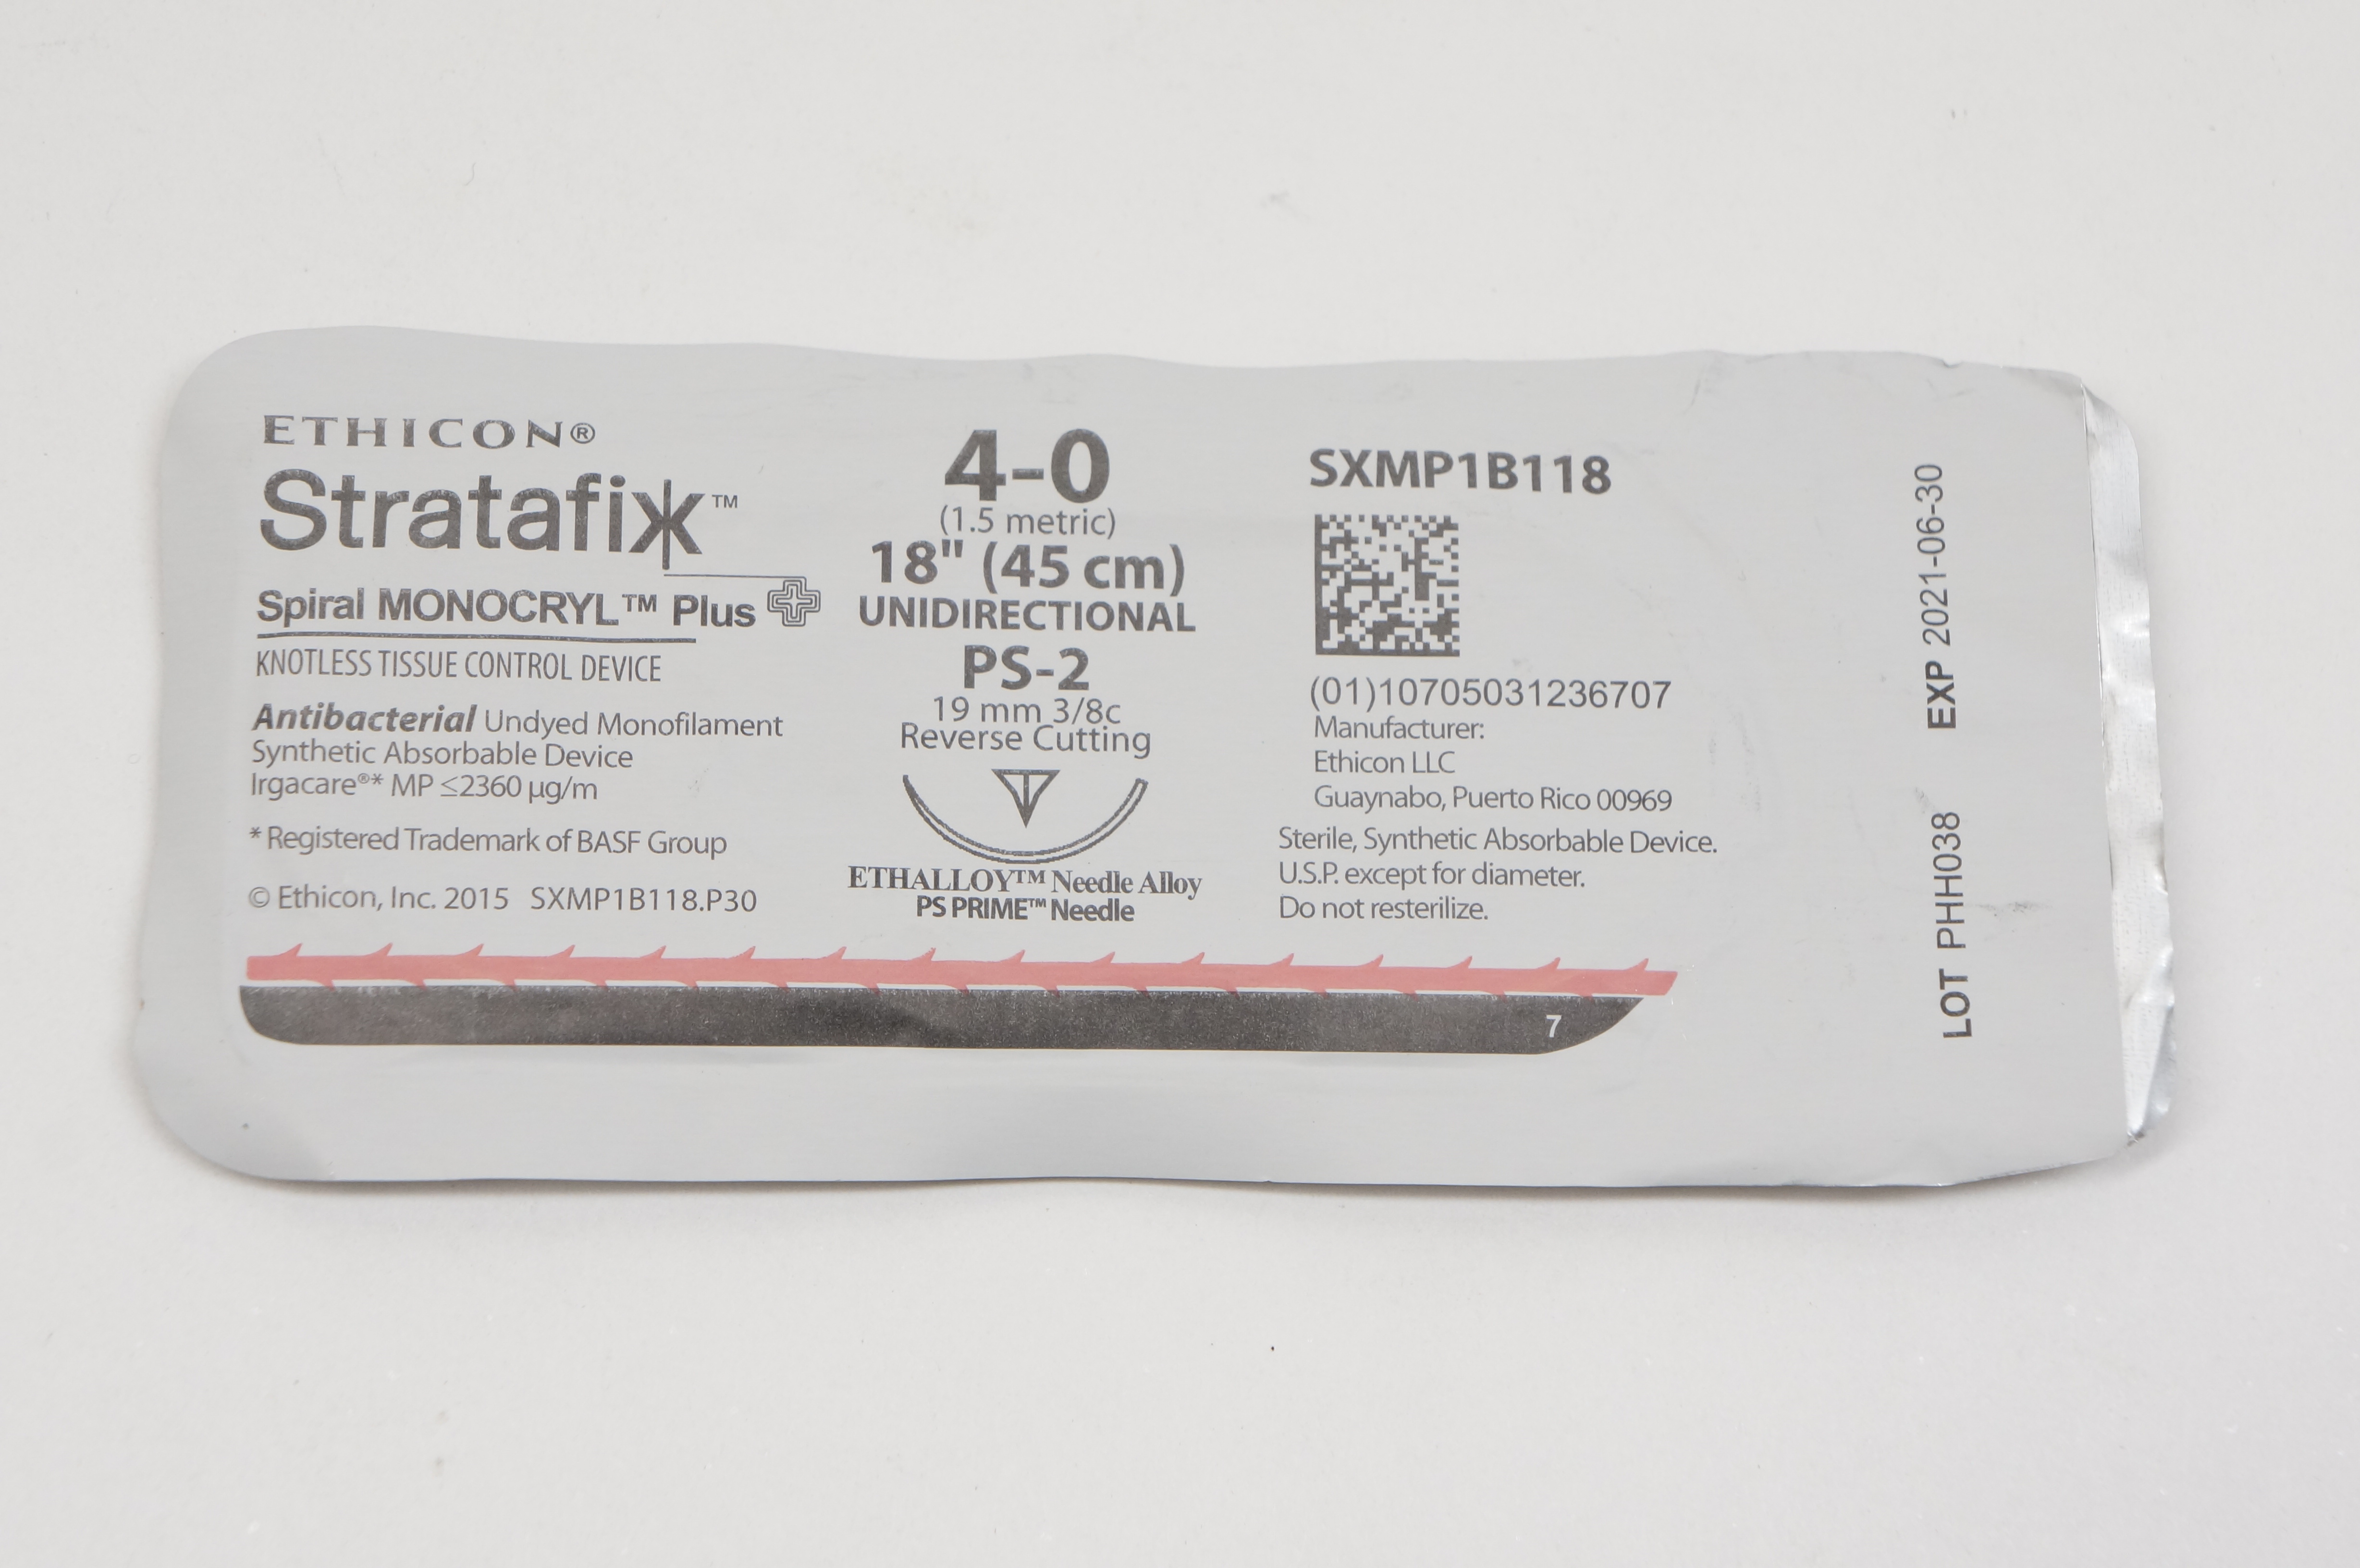 ETHICON®
Stratafix™
Spiral MONOCRYL™ Plus
KNOTLESS TISSUE CONTROL DEVICE
Antibacterial Undyed Monofilament
Synthetic Absorbable Device
Irgacare®* MP ≤2360 µg/m
* Registered Trademark of BASF Group
© Ethicon, Inc. 2015 SXMP1B118.P30
4-0
(1.5 metric)
18" (45 cm)
UNIDIRECTIONAL
PS-2
19 mm 3/8c
Reverse Cutting
ETHALLOY™ Needle Alloy
PS PRIME™ Needle
SXMP1B118
(01)10705031236707
Manufacturer:
Ethicon LLC
Guaynabo, Puerto Rico 00969
Sterile, Synthetic Absorbable Device.
U.S.P. except for diameter.
Do not resterilize.
7
LOT PHH038 EXP 2021-06-30